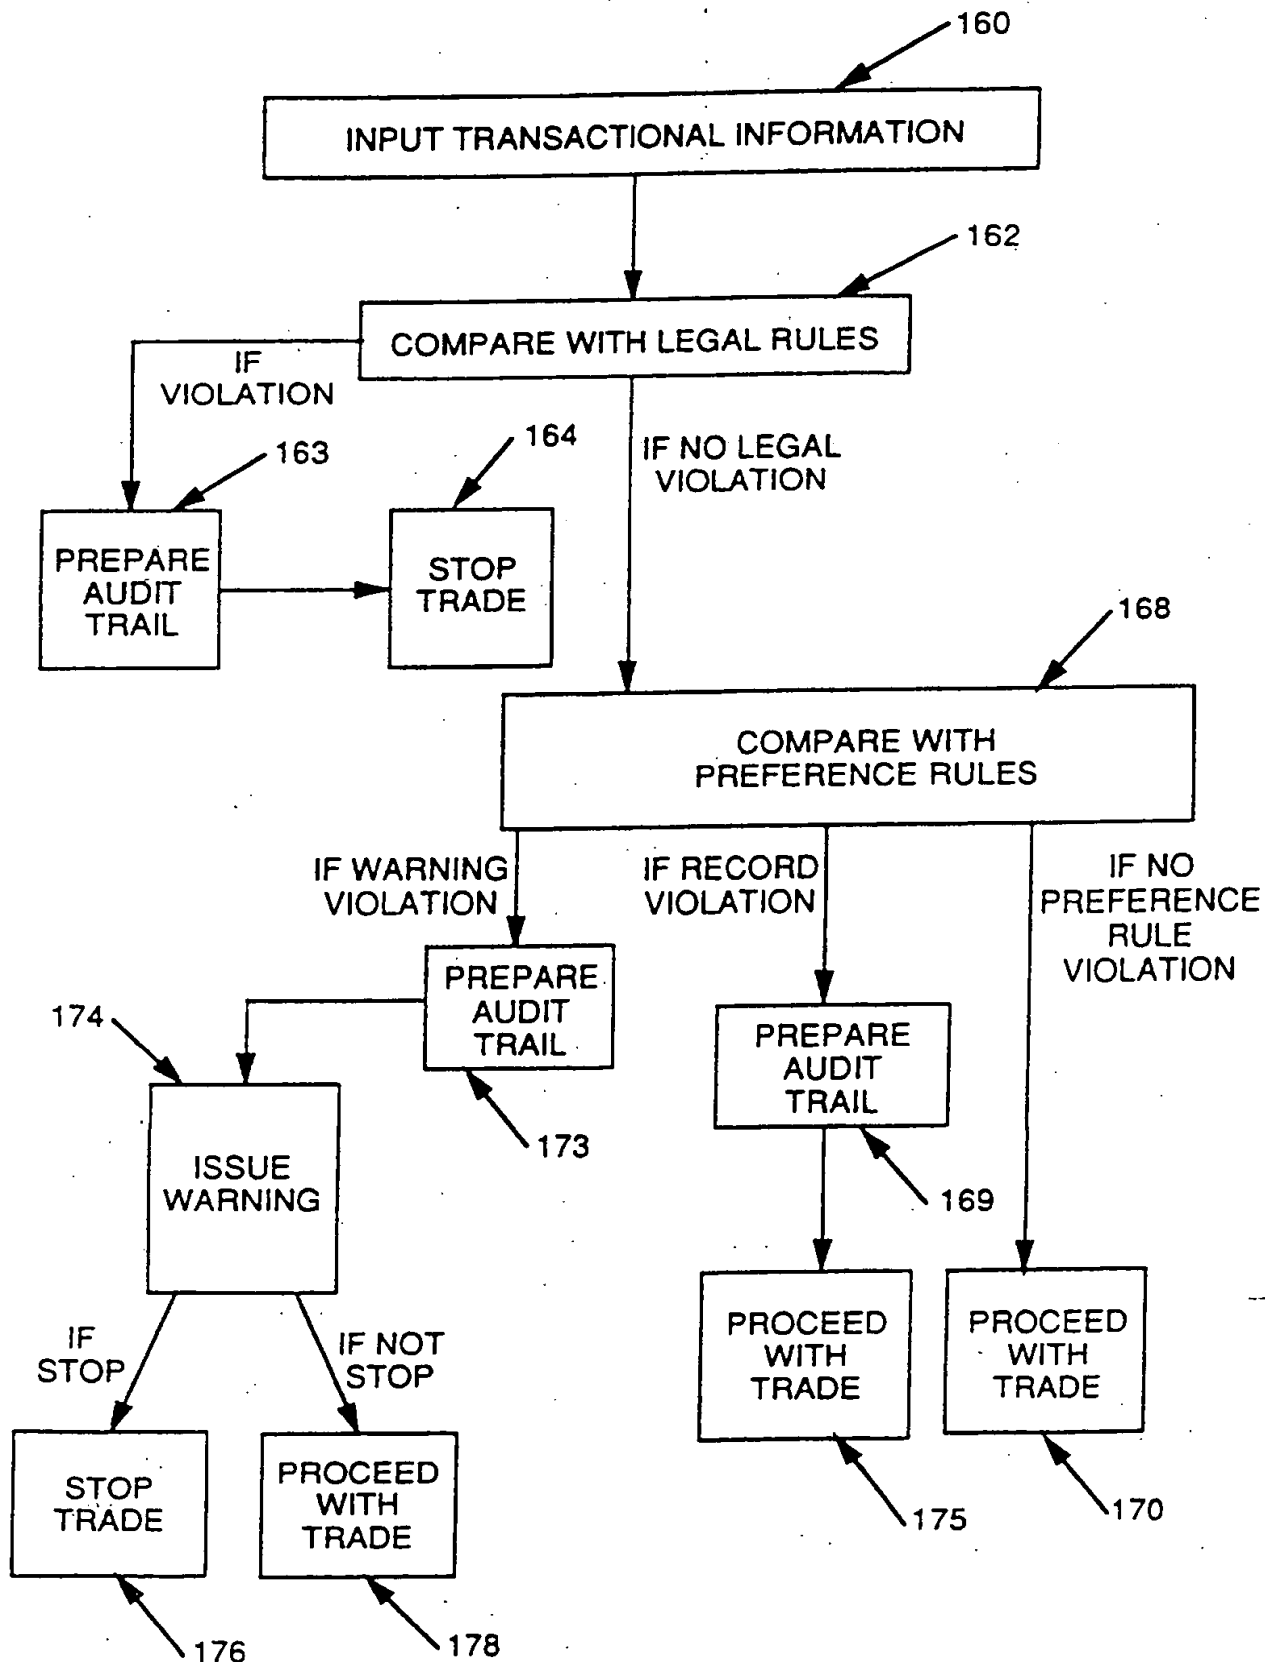 160
INPUT TRANSACTIONAL INFORMATION
162
COMPARE WITH LEGAL RULES
IF
VIOLATION
163
164
IF NO LEGAL
VIOLATION
PREPARE
AUDIT
TRAIL
STOP
TRADE
168
COMPARE WITH
PREFERENCE RULES
IF WARNING
VIOLATION
IF RECORD
VIOLATION
IF NO
PREFERENCE
RULE
VIOLATION
PREPARE
AUDIT
TRAIL
173
174
ISSUE
WARNING
PREPARE
AUDIT
TRAIL
169
IF
STOP
IF NOT
STOP
STOP
TRADE
176
PROCEED
WITH
TRADE
178
PROCEED
WITH
TRADE
175
PROCEED
WITH
TRADE
170